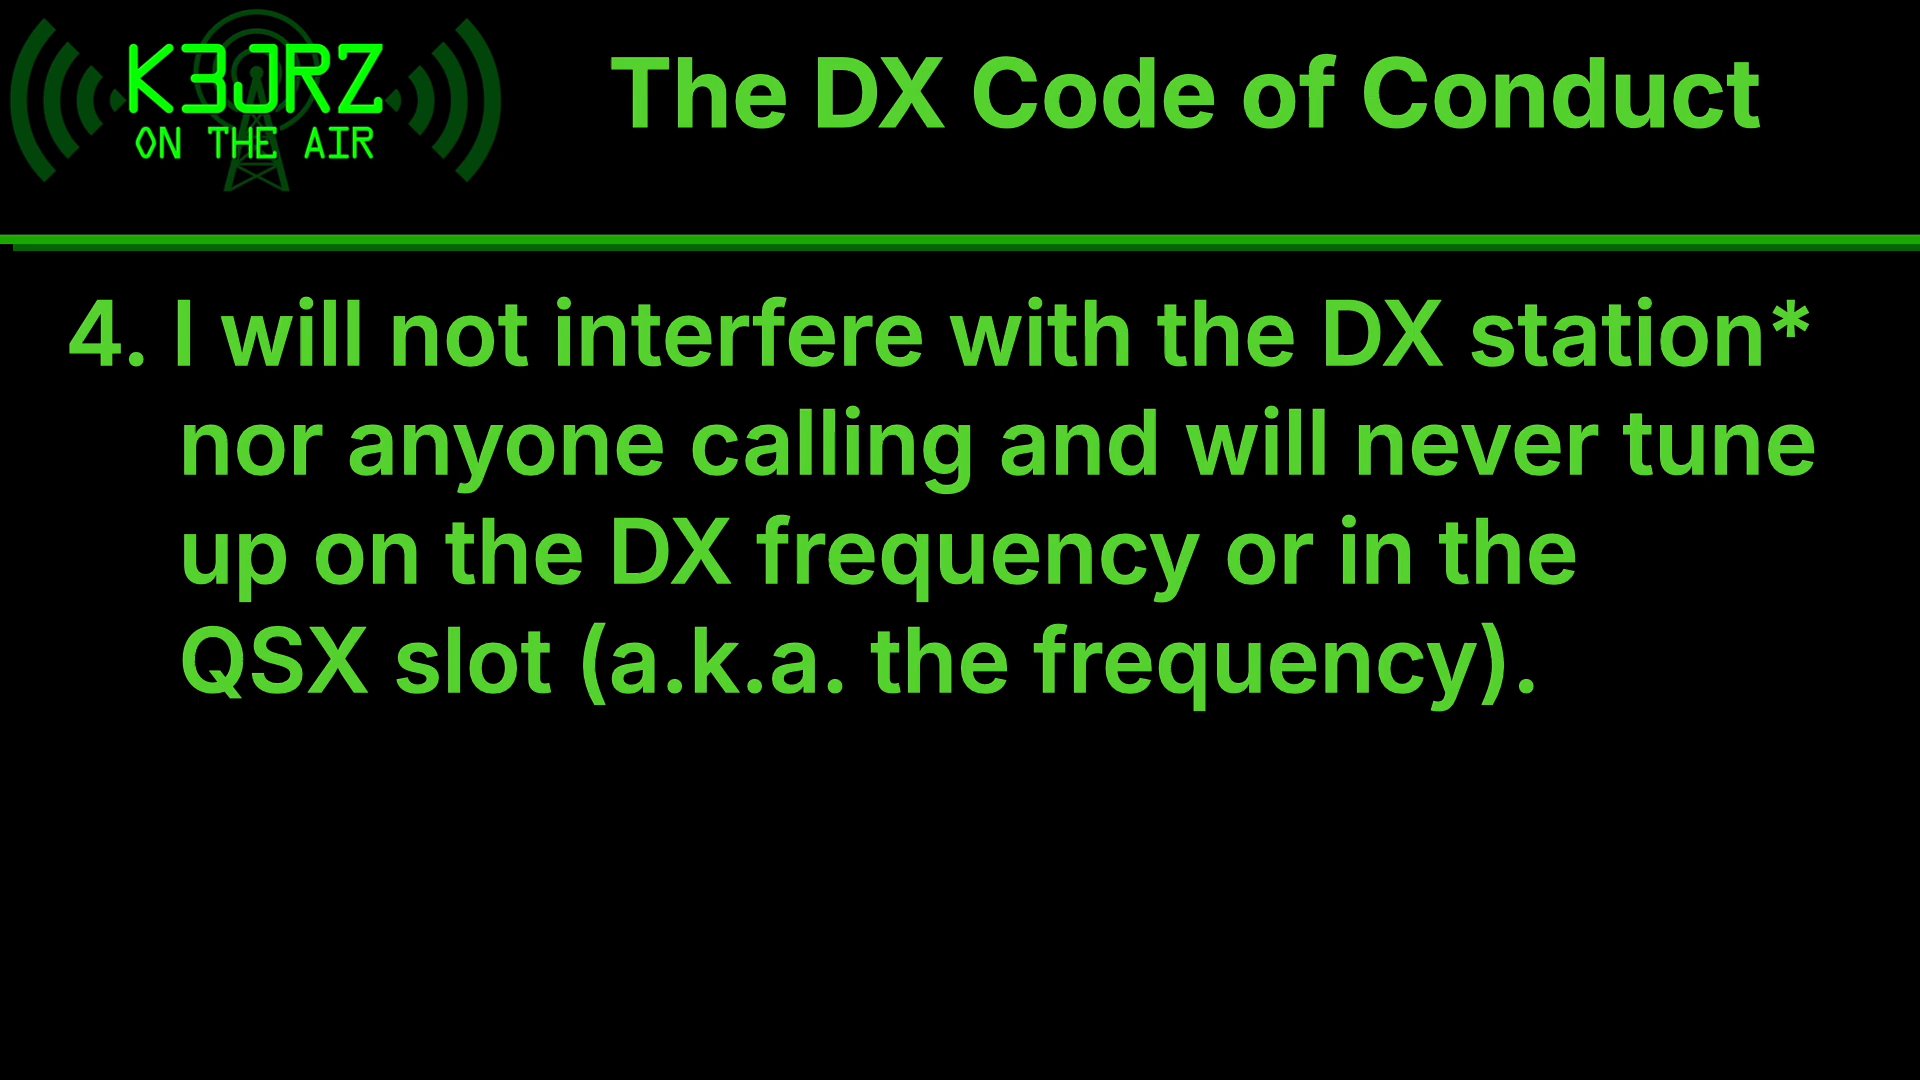 K3JRZ
ON THE AIR
The DX Code of Conduct
4. I will not interfere with the DX station*
nor anyone calling and will never tune
up on the DX frequency or in the
QSX slot (a.k.a. the frequency).